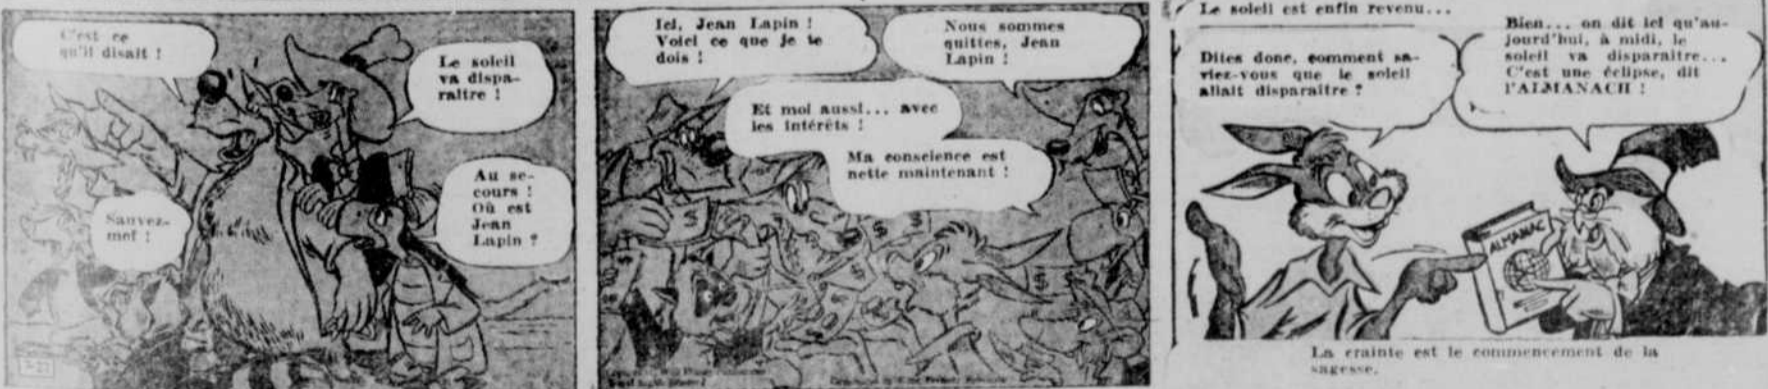 C'est ce
qu'il disait !
Le soleil
va dispa-
raître !
Au se-
cours !
Où est
Jean
Lapin ?
Sauvez-
moi !
Ici, Jean Lapin !
Voici ce que je te
dois !
Nous sommes
quittes, Jean
Lapin !
Et moi aussi... avec
les intérêts !
Ma conscience est
nette maintenant !
$
$
$
$
Le soleil est enfin revenu...
Dites donc, comment sa-
viez-vous que le soleil
allait disparaître ?
Bien... on dit ici qu'au-
jourd'hui, à midi, le
soleil va disparaître...
C'est une éclipse, dit
l'ALMANACH !
ALMANAC
La crainte est le commencement de la
sagesse.